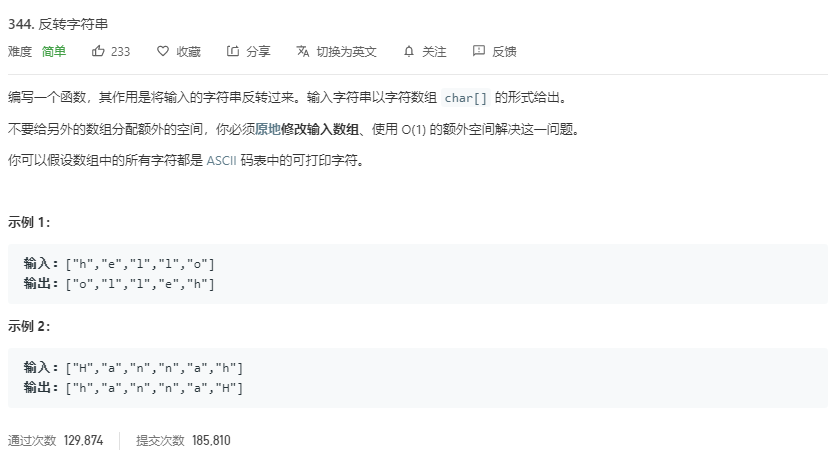 344. 反转字符串
难度 简单 233 收藏 分享 切换为英文 关注 反馈
编写一个函数，其作用是将输入的字符串反转过来。输入字符串以字符数组 char[] 的形式给出。
不要给另外的数组分配额外的空间，你必须原地修改输入数组、使用 O(1) 的额外空间解决这一问题。
你可以假设数组中的所有字符都是 ASCII 码表中的可打印字符。
示例 1：
输入：["h","e","l","l","o"]
输出：["o","l","l","e","h"]
示例 2：
输入：["H","a","n","n","a","h"]
输出：["h","a","n","n","a","H"]
通过次数 129,874 提交次数 185,810